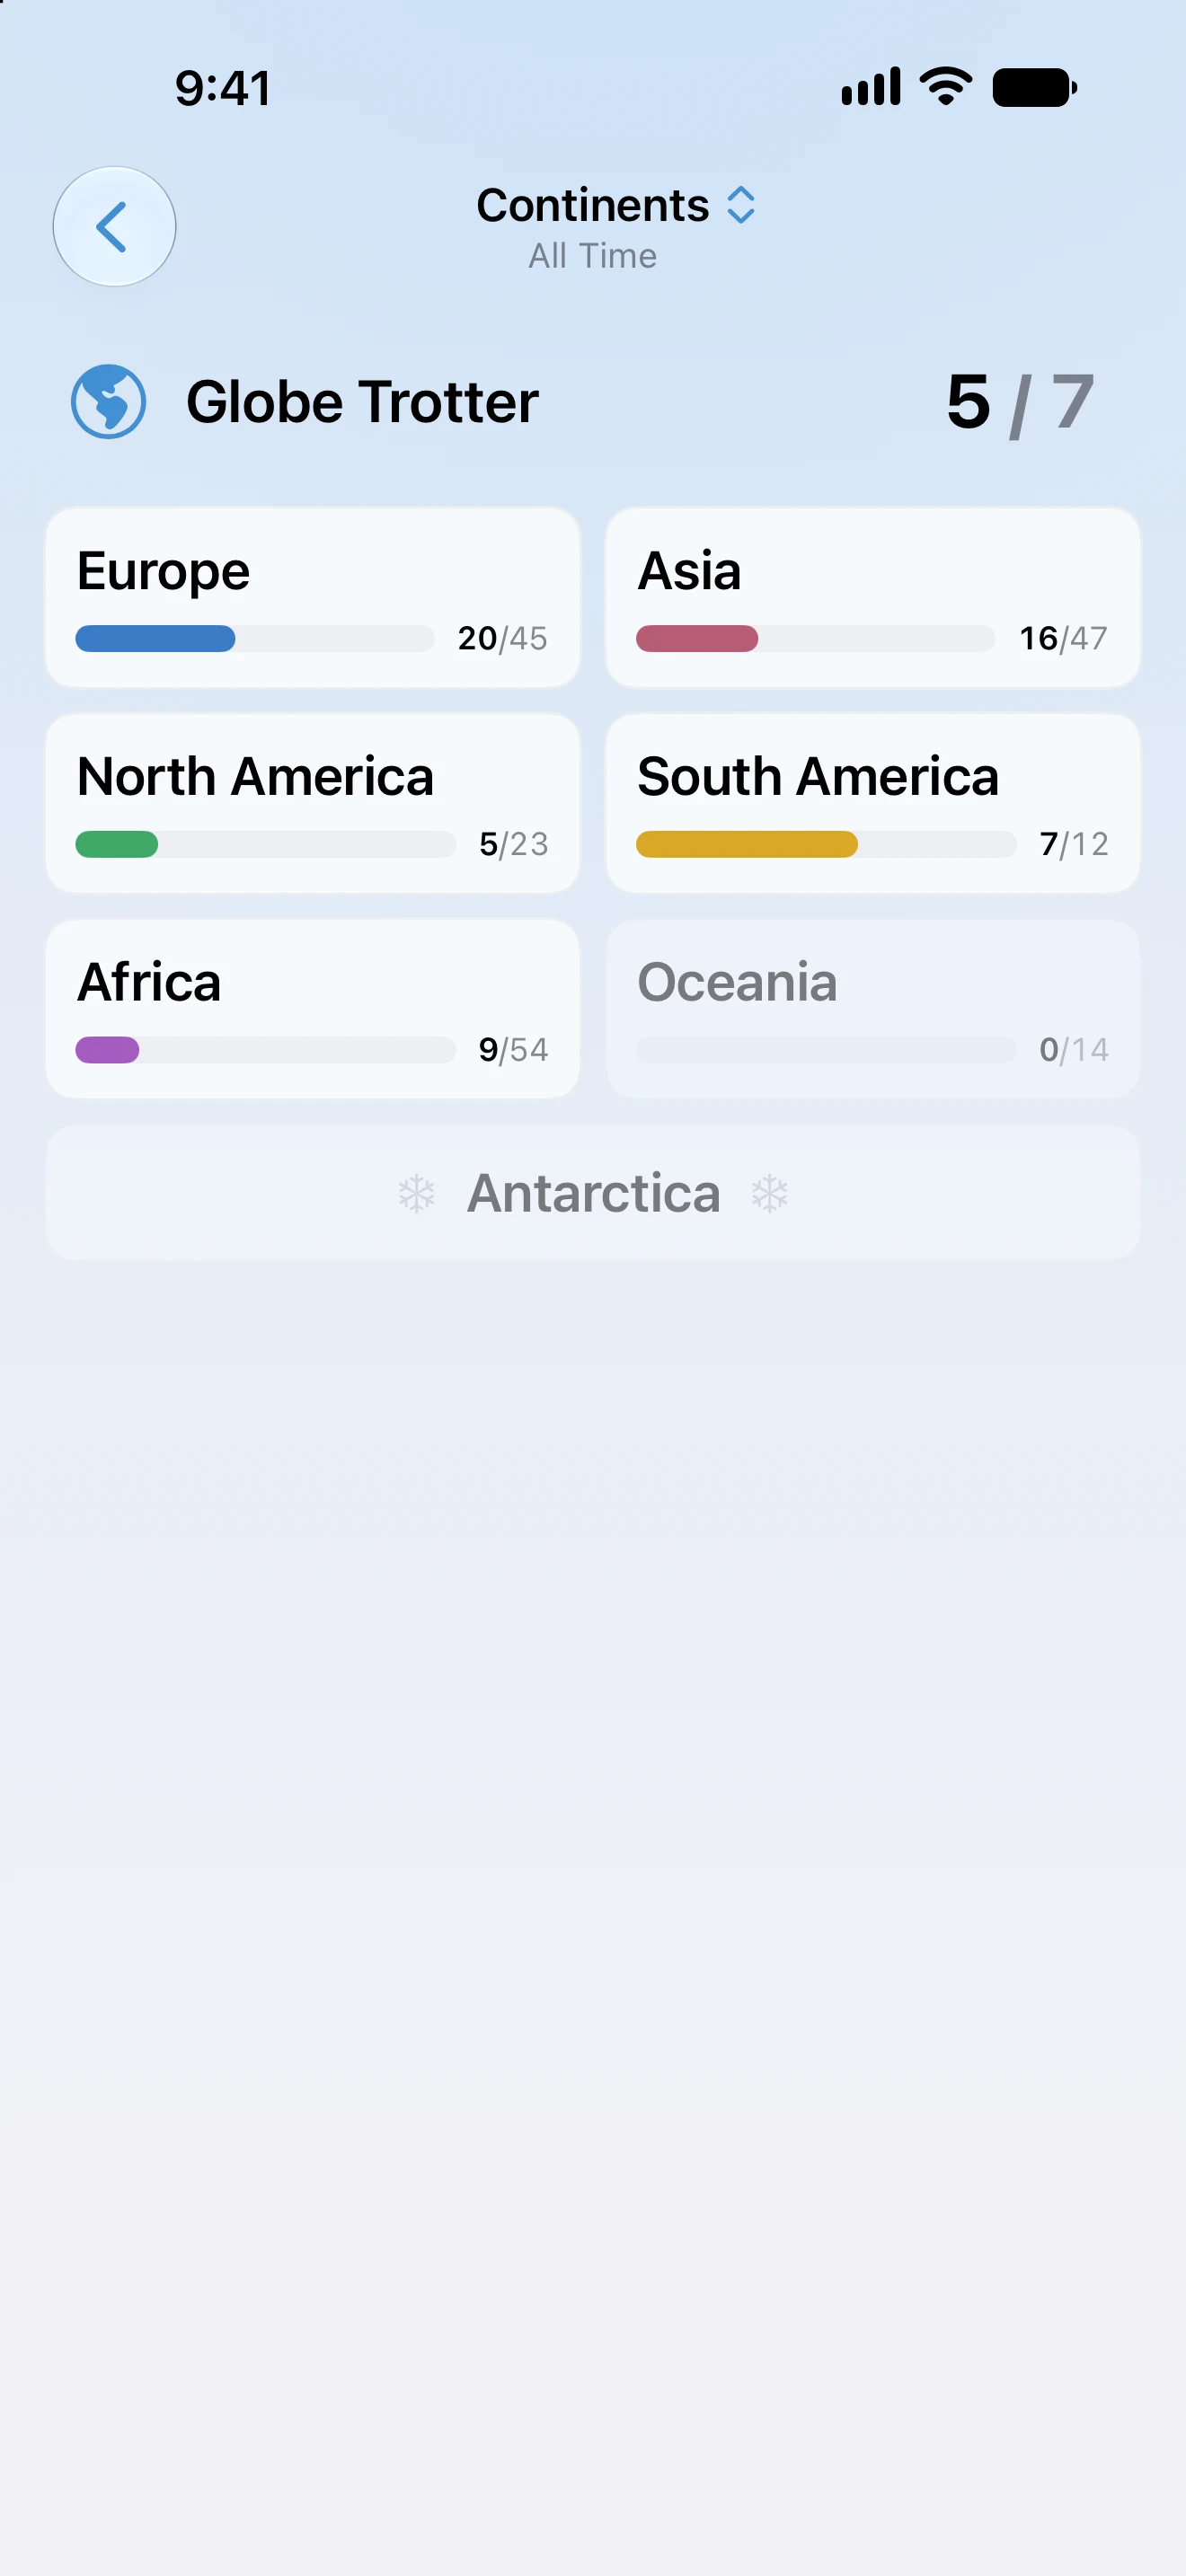 9:41
Continents
All Time
Globe Trotter
5 / 7
Europe
20/45
Asia
16/47
North America
5/23
South America
7/12
Africa
9/54
Oceania
0/14
Antarctica